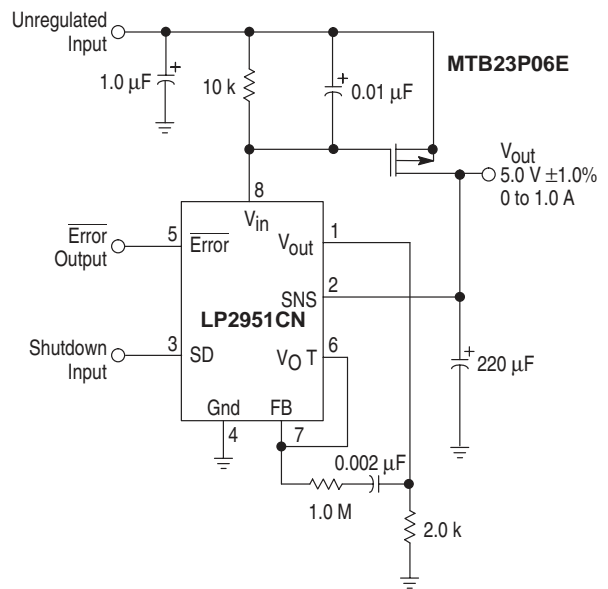 Unregulated
Input
MTB23P06E
1.0 µF
+
10 k
+
0.01 µF
Vout
5.0 V ±1.0%
0 to 1.0 A
8
Vin
Error
Output
5
Error
Vout
1
SNS
2
LP2951CN
Shutdown
Input
3
SD
VO T
6
+
220 µF
Gnd
FB
4
7
0.002 µF
1.0 M
2.0 k